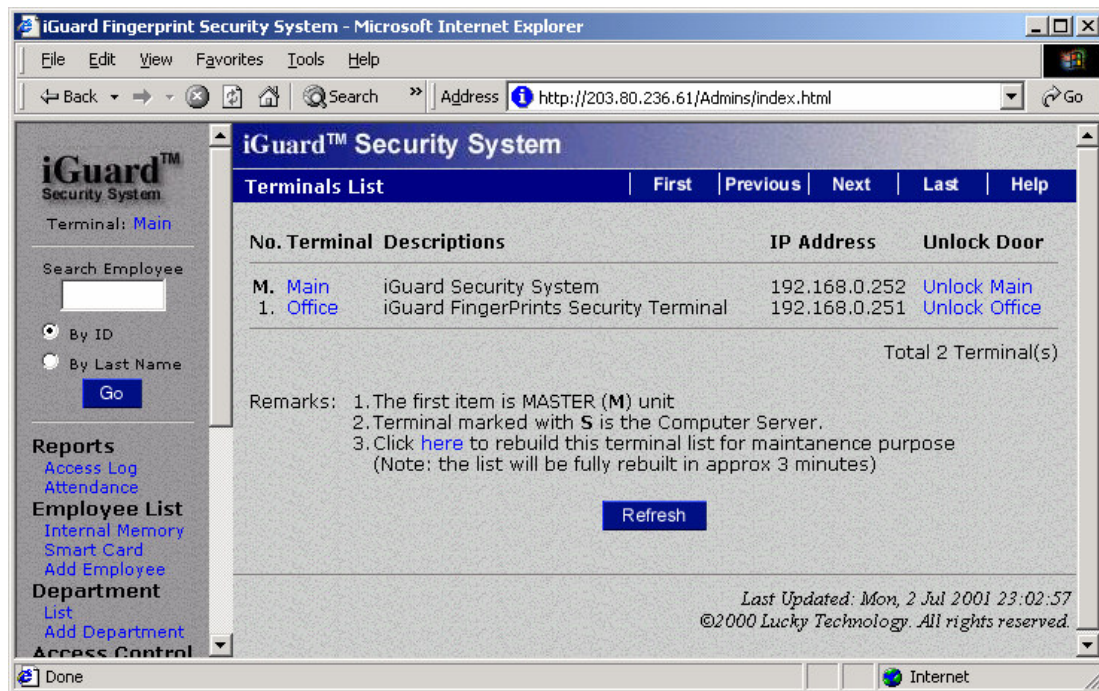 iGuard Fingerprint Security System - Microsoft Internet Explorer
File Edit View Favorites Tools Help
Back Search » Address http://203.80.236.61/Admins/index.html Go
iGuard™
Security System
Terminal: Main
Search Employee
By ID
By Last Name
Go
Reports
Access Log
Attendance
Employee List
Internal Memory
Smart Card
Add Employee
Department
List
Add Department
Access Control
iGuard™ Security System
Terminals List First Previous Next Last Help
No. Terminal Descriptions IP Address Unlock Door
M. Main iGuard Security System 192.168.0.252 Unlock Main
1. Office iGuard FingerPrints Security Terminal 192.168.0.251 Unlock Office
Total 2 Terminal(s)
Remarks: 1. The first item is MASTER (M) unit
2. Terminal marked with S is the Computer Server.
3. Click here to rebuild this terminal list for maintanence purpose
(Note: the list will be fully rebuilt in approx 3 minutes)
Refresh
Last Updated: Mon, 2 Jul 2001 23:02:57
©2000 Lucky Technology. All rights reserved.
Done Internet